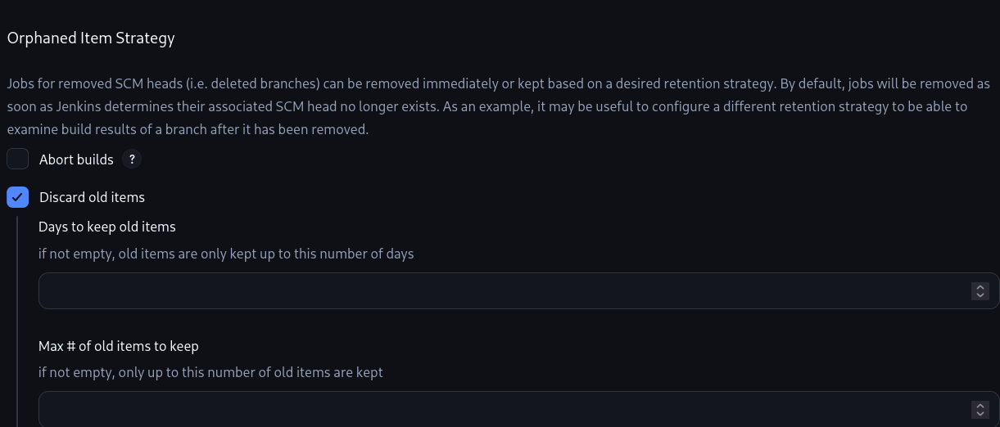 Orphaned Item Strategy
Jobs for removed SCM heads (i.e. deleted branches) can be removed immediately or kept based on a desired retention strategy. By default, jobs will be removed as
soon as Jenkins determines their associated SCM head no longer exists. As an example, it may be useful to configure a different retention strategy to be able to
examine build results of a branch after it has been removed.
Abort builds ?
Discard old items
Days to keep old items
if not empty, old items are only kept up to this number of days
Max # of old items to keep
if not empty, only up to this number of old items are kept